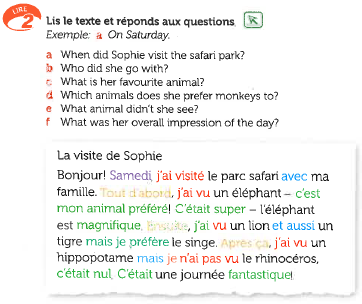 LIRE
2
Lis le texte et réponds aux questions.
Exemple: a On Saturday.
a When did Sophie visit the safari park?
b Who did she go with?
c What is her favourite animal?
d Which animals does she prefer monkeys to?
e What animal didn't she see?
f What was her overall impression of the day?
La visite de Sophie
Bonjour! Samedi, j'ai visité le parc safari avec ma
famille. Tout d'abord, j'ai vu un éléphant – c'est
mon animal préféré! C'était super – l'éléphant
est magnifique. Ensuite, j'ai vu un lion et aussi un
tigre mais je préfère le singe. Après ça, j'ai vu un
hippopotame mais je n'ai pas vu le rhinocéros,
c'était nul. C'était une journée fantastique!